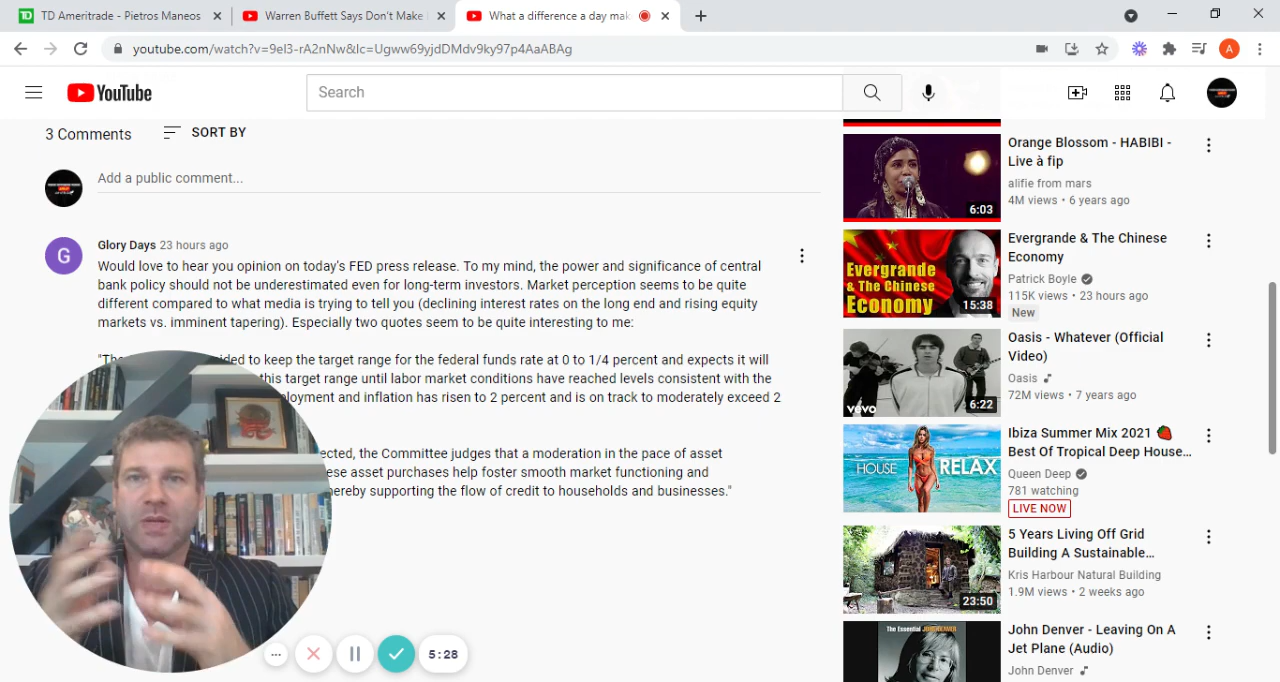 TD Ameritrade - Pietros Maneos
Warren Buffett Says Don't Make
What a difference a day mak
youtube.com/watch?v=9eI3-rA2nNw&lc=Ugww69yjdDMdv9ky97p4AaABAg
A
YouTube
Search
3 Comments
SORT BY
Add a public comment...
G
Glory Days 23 hours ago
Would love to hear you opinion on today's FED press release. To my mind, the power and significance of central
bank policy should not be underestimated even for long-term investors. Market perception seems to be quite
different compared to what media is trying to tell you (declining interest rates on the long end and rising equity
markets vs. imminent tapering). Especially two quotes seem to be quite interesting to me:
to keep the target range for the federal funds rate at 0 to 1/4 percent and expects it will
this target range until labor market conditions have reached levels consistent with the
and inflation has risen to 2 percent and is on track to moderately exceed 2
the Committee judges that a moderation in the pace of asset
asset purchases help foster smooth market functioning and
supporting the flow of credit to households and businesses."
5:28
6:03
Orange Blossom - HABIBI -
Live à fip
alifie from mars
4M views • 6 years ago
Evergrande
& The Chinese
Economy
15:38
Evergrande & The Chinese
Economy
Patrick Boyle
115K views • 23 hours ago
New
vevo
6:22
Oasis - Whatever (Official
Video)
Oasis
72M views • 7 years ago
HOUSE RELAX
Ibiza Summer Mix 2021 🍓
Best Of Tropical Deep House...
Queen Deep
781 watching
LIVE NOW
23:50
5 Years Living Off Grid
Building A Sustainable...
Kris Harbour Natural Building
1.9M views • 2 weeks ago
The Essential JOHN DENVER
John Denver - Leaving On A
Jet Plane (Audio)
John Denver